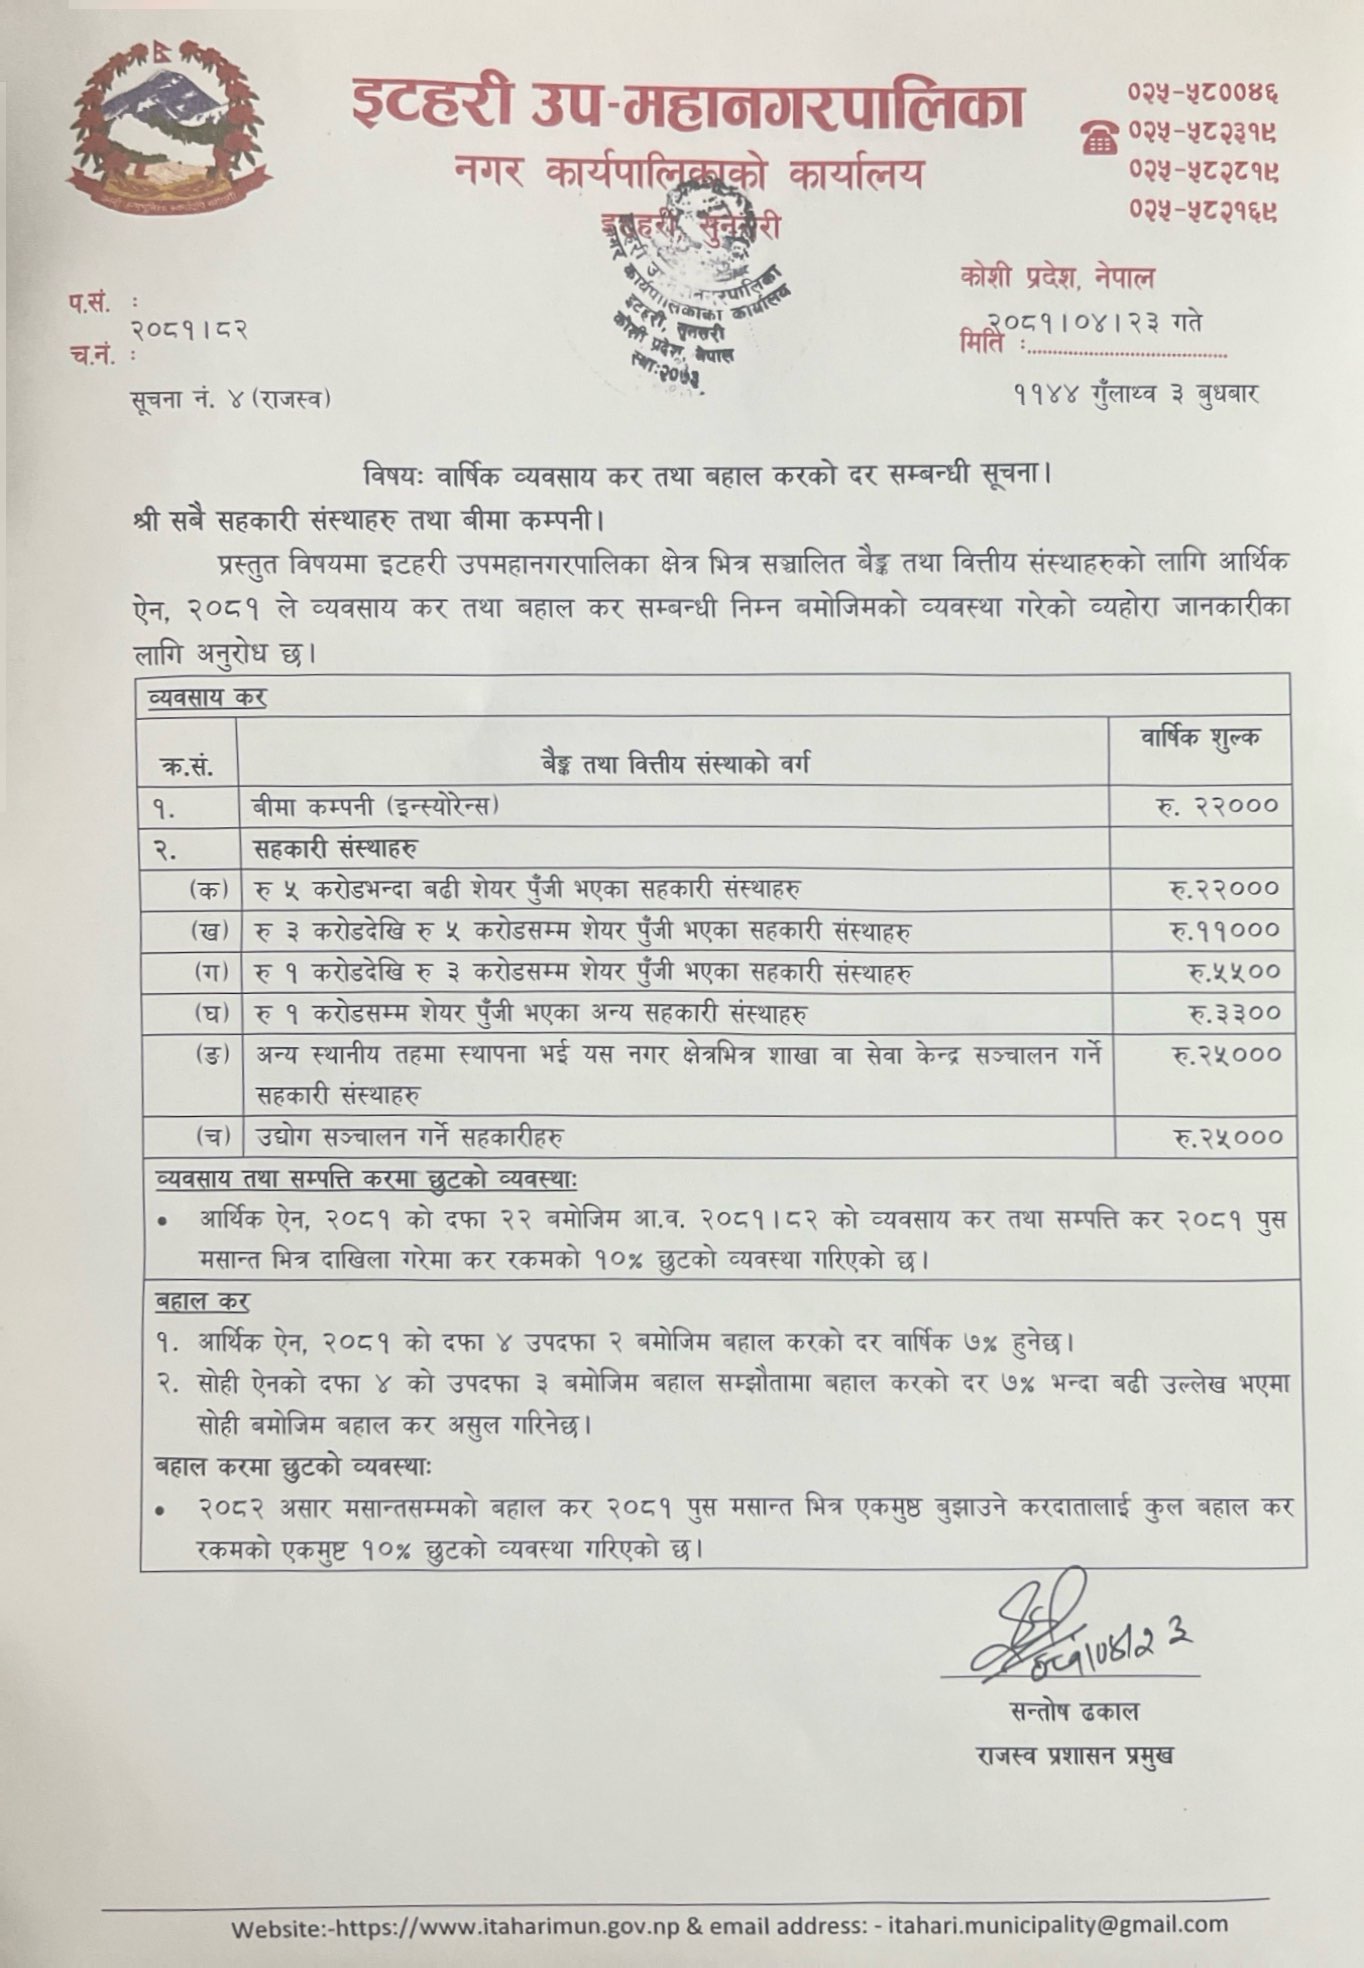 इटहरी उप-महानगरपालिका
नगर कार्यपालिकाको कार्यालय
इटहरी, सुनसरी
०२५-५८००४६
०२५-५८२३१९
०२५-५८२८१९
०२५-५८२१६९
कोशी प्रदेश, नेपाल
प.सं. :
२०८१।८२
च.नं. :
२०८१।०४।२३ गते
मिति :
११४४ गुँलाथ्व ३ बुधबार
सूचना नं. ४ (राजस्व)
नगर कार्यपालिकाको कार्यालय
इटहरी, सुनसरी
कोशी प्रदेश, नेपाल
स्था: २०७३
विषयः वार्षिक व्यवसाय कर तथा बहाल करको दर सम्बन्धी सूचना।
श्री सबै सहकारी संस्थाहरु तथा बीमा कम्पनी।
प्रस्तुत विषयमा इटहरी उपमहानगरपालिका क्षेत्र भित्र सञ्चालित बैङ्क तथा वित्तीय संस्थाहरुको लागि आर्थिक
ऐन, २०८१ ले व्यवसाय कर तथा बहाल कर सम्बन्धी निम्न बमोजिमको व्यवस्था गरेको व्यहोरा जानकारीका
लागि अनुरोध छ।
व्यवसाय कर
क्र.सं. बैङ्क तथा वित्तीय संस्थाको वर्ग वार्षिक शुल्क
१. बीमा कम्पनी (इन्स्योरेन्स) रु. २२०००
२. सहकारी संस्थाहरु
(क) रु ५ करोडभन्दा बढी शेयर पुँजी भएका सहकारी संस्थाहरु रु.२२०००
(ख) रु ३ करोडदेखि रु ५ करोडसम्म शेयर पुँजी भएका सहकारी संस्थाहरु रु.११०००
(ग) रु १ करोडदेखि रु ३ करोडसम्म शेयर पुँजी भएका सहकारी संस्थाहरु रु.५५००
(घ) रु १ करोडसम्म शेयर पुँजी भएका अन्य सहकारी संस्थाहरु रु.३३००
(ङ) अन्य स्थानीय तहमा स्थापना भई यस नगर क्षेत्रभित्र शाखा वा सेवा केन्द्र सञ्चालन गर्ने रु.२५०००
सहकारी संस्थाहरु
(च) उद्योग सञ्चालन गर्ने सहकारीहरु रु.२५०००
व्यवसाय तथा सम्पत्ति करमा छुटको व्यवस्थाः
• आर्थिक ऐन, २०८१ को दफा २२ बमोजिम आ.व. २०८१।८२ को व्यवसाय कर तथा सम्पत्ति कर २०८१ पुस
मसान्त भित्र दाखिला गरेमा कर रकमको १०% छुटको व्यवस्था गरिएको छ।
बहाल कर
१. आर्थिक ऐन, २०८१ को दफा ४ उपदफा २ बमोजिम बहाल करको दर वार्षिक ७% हुनेछ।
२. सोही ऐनको दफा ४ को उपदफा ३ बमोजिम बहाल सम्झौतामा बहाल करको दर ७% भन्दा बढी उल्लेख भएमा
सोही बमोजिम बहाल कर असुल गरिनेछ।
बहाल करमा छुटको व्यवस्थाः
• २०८२ असार मसान्तसम्मको बहाल कर २०८१ पुस मसान्त भित्र एकमुष्ठ बुझाउने करदातालाई कुल बहाल कर
रकमको एकमुष्ट १०% छुटको व्यवस्था गरिएको छ।
सन्तोष ढकाल
राजस्व प्रशासन प्रमुख
Website:-https://www.itaharimun.gov.np & email address: - itahari.municipality@gmail.com